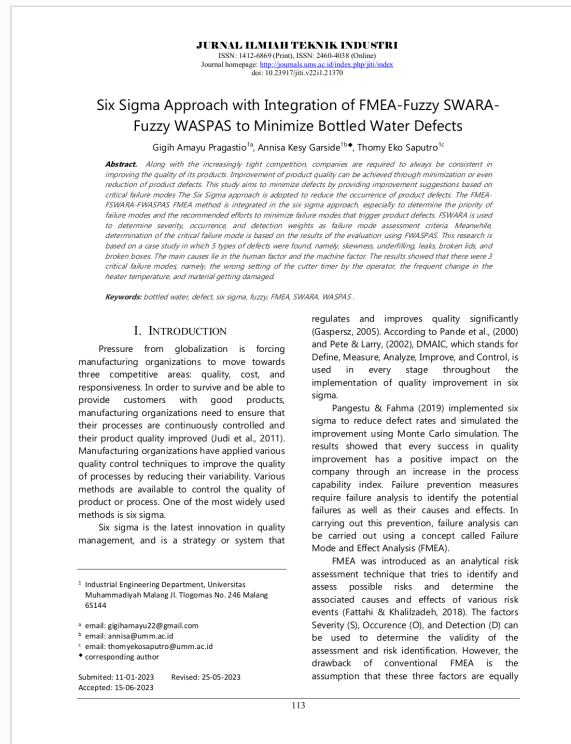 JURNAL ILMIAH TEKNIK INDUSTRI
ISSN: 1412-6869 (Print), ISSN: 2460-4038 (Online)
Journal homepage: http://journals.ums.ac.id/index.php/jiti/index
doi: 10.23917/jiti.v22i1.21370
Six Sigma Approach with Integration of FMEA-Fuzzy SWARA-
Fuzzy WASPAS to Minimize Bottled Water Defects
Gigih Amayu Pragastio1a, Annisa Kesy Garside1b◆, Thomy Eko Saputro1c
Abstract. Along with the increasingly tight competition, companies are required to always be consistent in
improving the quality of its products. Improvement of product quality can be achieved through minimization or even
reduction of product defects. This study aims to minimize defects by providing improvement suggestions based on
critical failure modes The Six Sigma Approach is adopted to reduce the occurrence of product defects. The FMEA-
FSWARA-FWASPAS FMEA method is integrated in the six sigma approach, especially to determine the priority of
failure modes and the recommended efforts to minimize failure modes that trigger product defects. FSWARA is used
to determine severity, occurrence, and detection weights as failure mode assessment criteria. Meanwhile,
determination of the critical failure mode is based on the results of the evaluation using FWASPAS. This research is
based on a case study in which 5 types of defects were found, namely, skewness, underfilling, leaks, broken lids, and
broken boxes. The main causes lie in the human factor and the machine factor. The results showed that there were 3
critical failure modes, namely, the wrong setting of the cutter timer by the operator, the frequent change in the
heater temperature, and material getting damaged.
Keywords: bottled water, defect, six sigma, fuzzy, FMEA, SWARA, WASPAS .
I. INTRODUCTION
Pressure from globalization is forcing
manufacturing organizations to move towards
three competitive areas: quality, cost, and
responsiveness. In order to survive and be able to
provide customers with good products,
manufacturing organizations need to ensure that
their processes are continuously controlled and
their product quality improved (Judi et al., 2011).
Manufacturing organizations have applied various
quality control techniques to improve the quality
of processes by reducing their variability. Various
methods are available to control the quality of
product or process. One of the most widely used
methods is six sigma.
Six sigma is the latest innovation in quality
management, and is a strategy or system that
1 Industrial Engineering Department, Universitas
Muhammadiyah Malang Jl. Tlogomas No. 246 Malang
65144
a email: gigihamayu22@gmail.com
b email: annisa@umm.ac.id
c email: thomyekosaputro@umm.ac.id
◆ corresponding author
Submited: 11-01-2023 Revised: 25-05-2023
Accepted: 15-06-2023
regulates and improves quality significantly
(Gaspersz, 2005). According to Pande et al., (2000)
and Pete & Larry, (2002), DMAIC, which stands for
Define, Measure, Analyze, Improve, and Control, is
used in every stage throughout the
implementation of quality improvement in six
sigma.
Pangestu & Fahma (2019) implemented six
sigma to reduce defect rates and simulated the
improvement using Monte Carlo simulation. The
results showed that every success in quality
improvement has a positive impact on the
company through an increase in the process
capability index. Failure prevention measures
require failure analysis to identify the potential
failures as well as their causes and effects. In
carrying out this prevention, failure analysis can
be carried out using a concept called Failure
Mode and Effect Analysis (FMEA).
FMEA was introduced as an analytical risk
assessment technique that tries to identify and
assess possible risks and determine the
associated causes and effects of various risk
events (Fattahi & Khalilzadeh, 2018). The factors
Severity (S), Occurence (O), and Detection (D) can
be used to determine the validity of the
assessment and risk identification. However, the
drawback of conventional FMEA is the
assumption that these three factors are equally
113